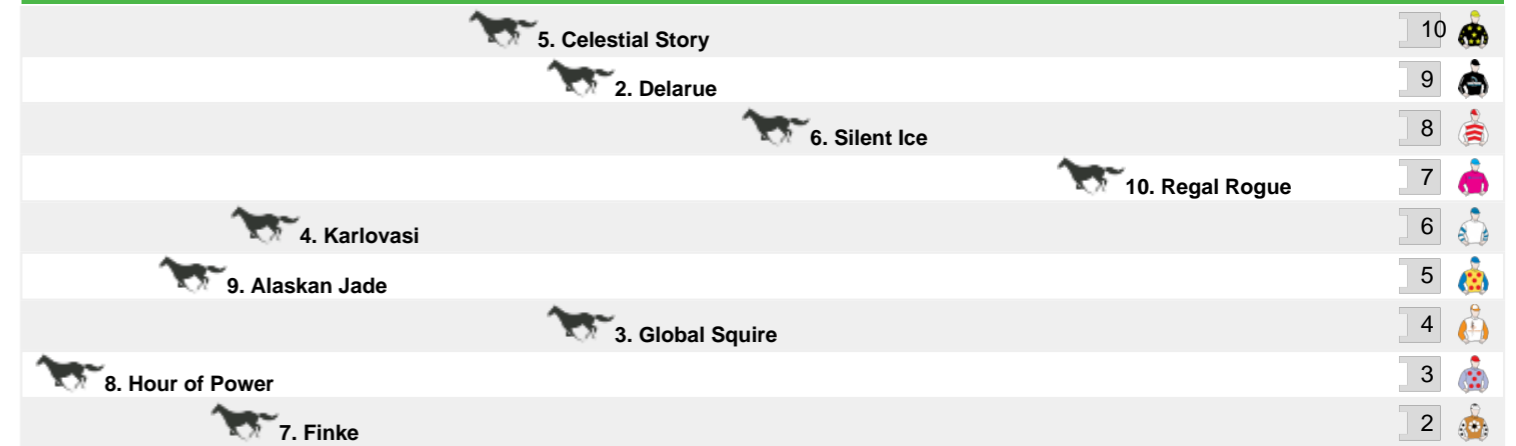 5. Celestial Story 10
2. Delarue 9
6. Silent Ice 8
10. Regal Rogue 7
4. Karlovasi 6
9. Alaskan Jade 5
3. Global Squire 4
8. Hour of Power 3
7. Finke 2